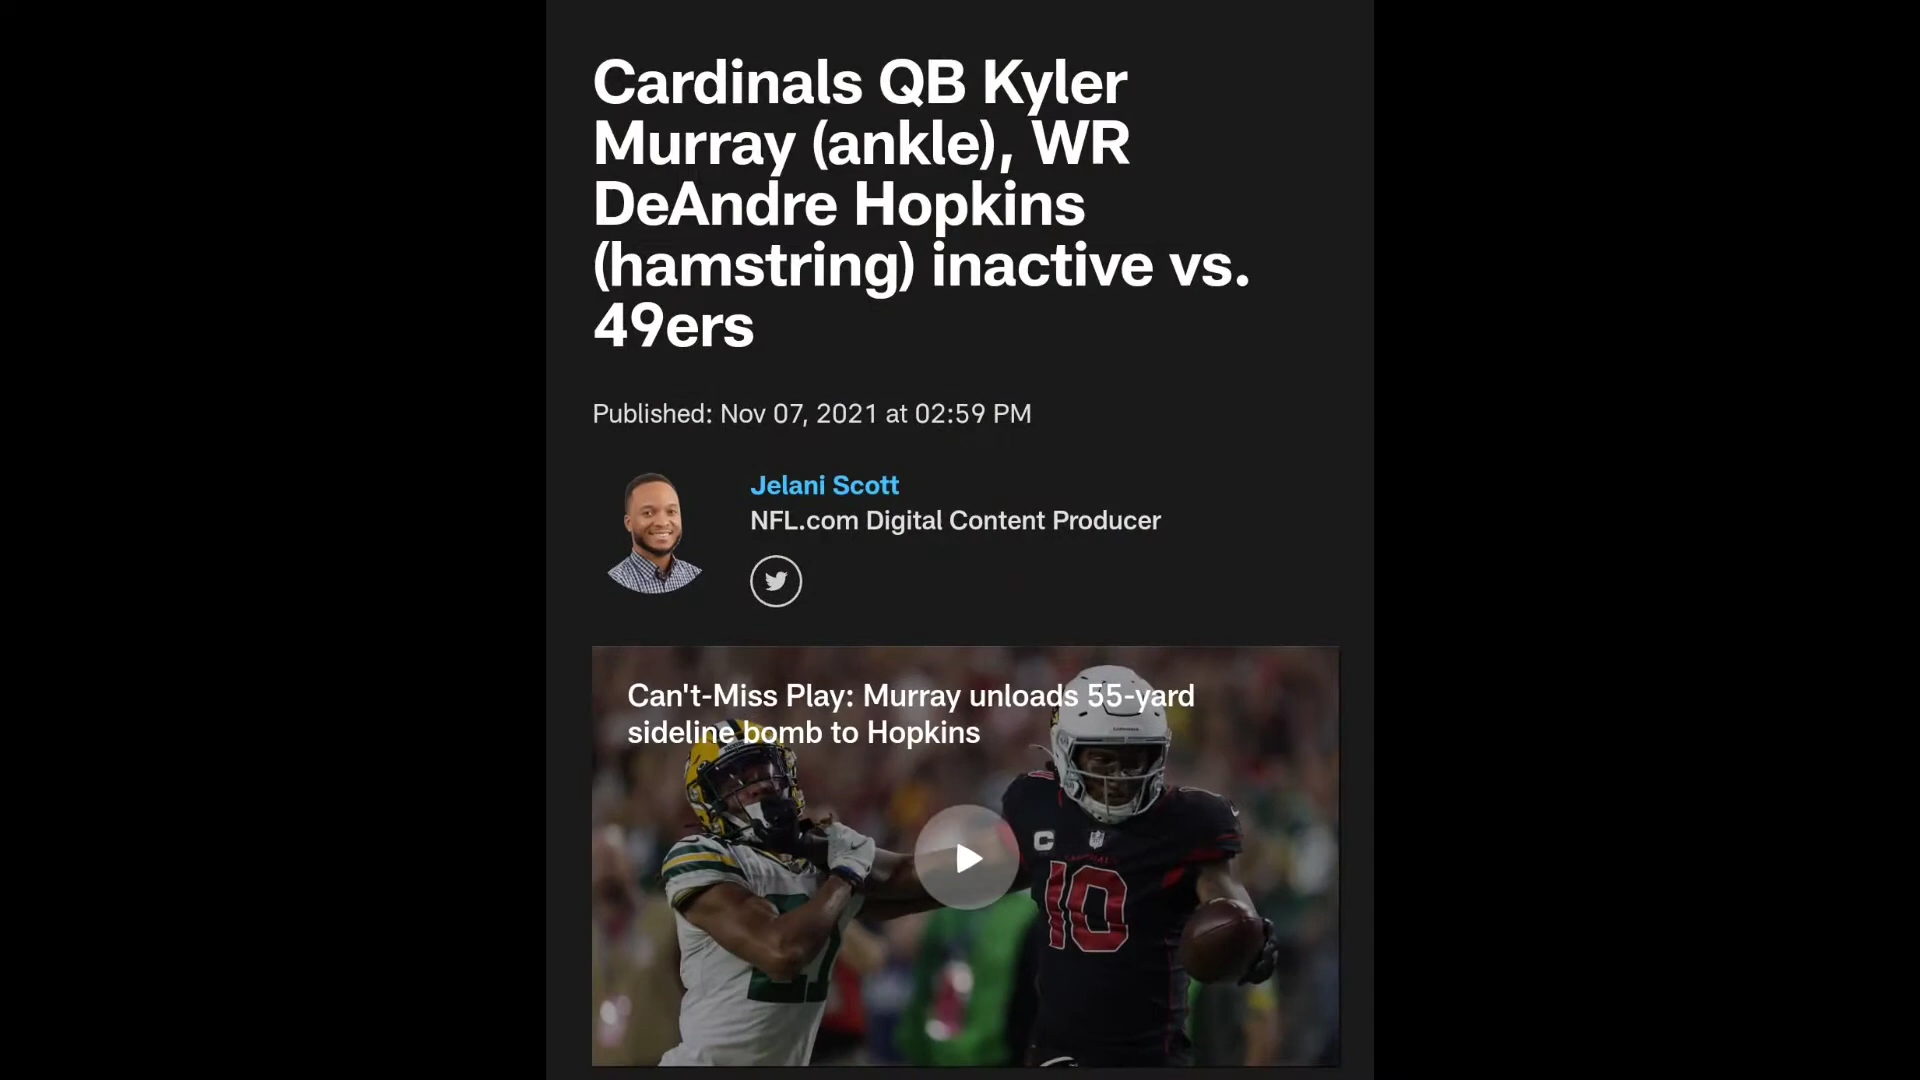 Cardinals QB Kyler
Murray (ankle), WR
DeAndre Hopkins
(hamstring) inactive vs.
49ers
Published: Nov 07, 2021 at 02:59 PM
Jelani Scott
NFL.com Digital Content Producer
Can't-Miss Play: Murray unloads 55-yard
sideline bomb to Hopkins
C
10
21